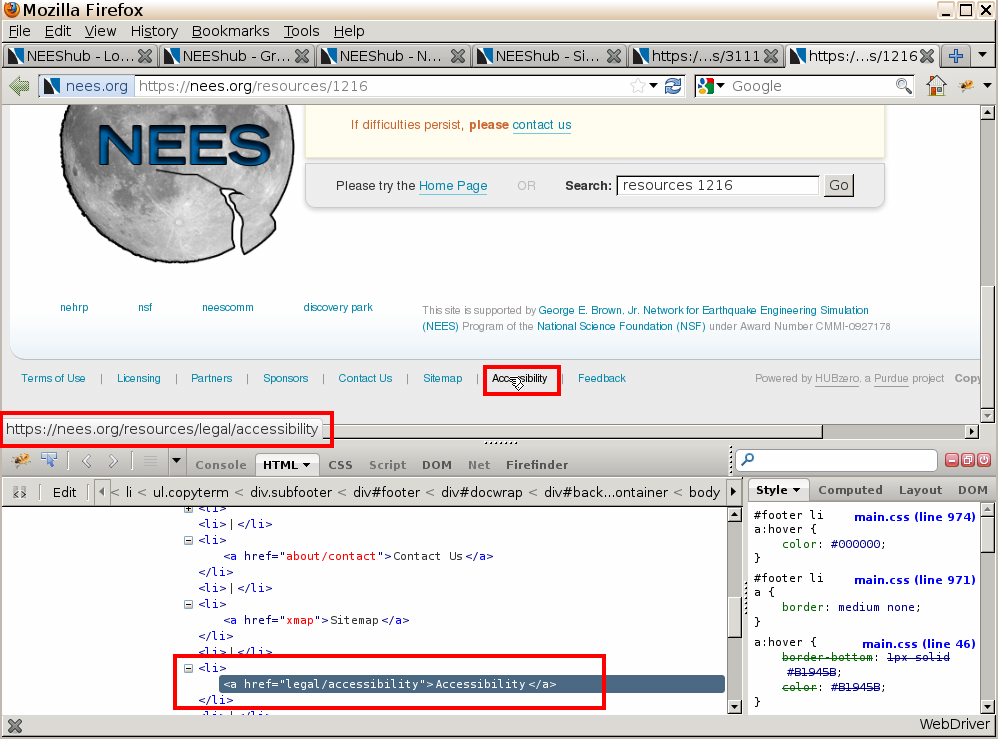 Mozilla Firefox
File Edit View History Bookmarks Tools Help
NEEShub - Lo... NEEShub - Gr... NEEShub - N... NEEShub - Si... https:/...s/3111 https:/...s/1216
nees.org https://nees.org/resources/1216 Google
NEES
If difficulties persist, please contact us
Please try the Home Page OR Search: resources 1216 Go
nehrp nsf neescomm discovery park
This site is supported by George E. Brown, Jr. Network for Earthquake Engineering Simulation
(NEES) Program of the National Science Foundation (NSF) under Award Number CMMI-0927178
Terms of Use | Licensing | Partners | Sponsors | Contact Us | Sitemap | Accessibility | Feedback Powered by HUBzero, a Purdue project Copy
https://nees.org/resources/legal/accessibility
Console HTML CSS Script DOM Net Firefinder
Edit < li < ul.copyterm < div.subfooter < div#footer < div#docwrap < div#back...ontainer < body
Style Computed Layout DOM
<li>
<li>|</li>
<li>
<a href="about/contact">Contact Us</a>
</li>
<li>|</li>
<li>
<a href="xmap">Sitemap</a>
</li>
<li>|</li>
<li>
<a href="legal/accessibility">Accessibility</a>
</li>
<li>|</li>
#footer li main.css (line 974)
a:hover {
color: #000000;
}
#footer li main.css (line 971)
a {
border: medium none;
}
a:hover { main.css (line 46)
border-bottom: 1px solid
#B1945B;
color: #B1945B;
}
WebDriver